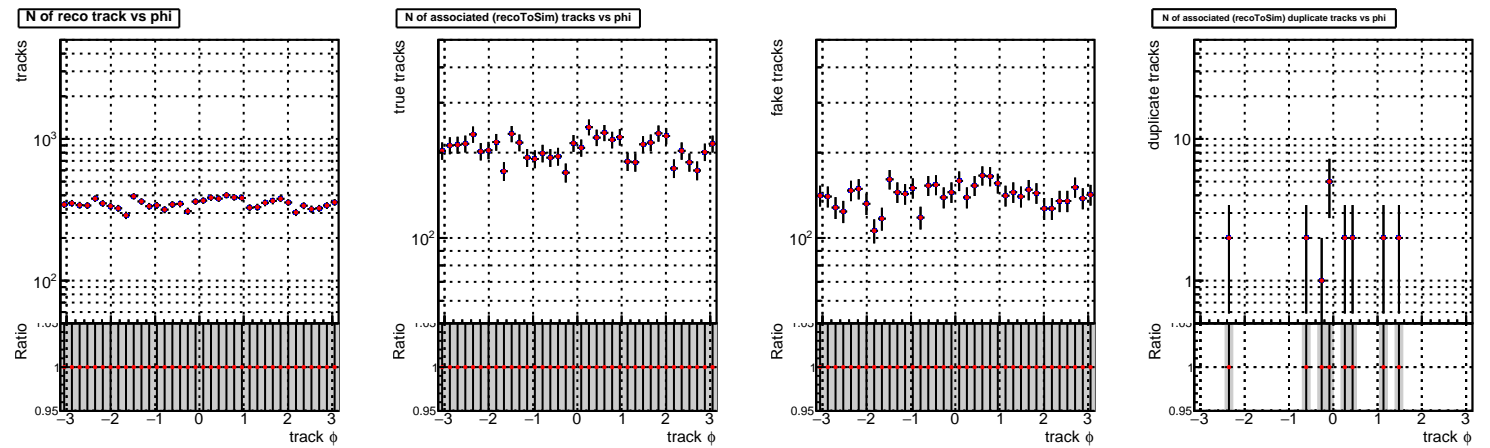 N of reco track vs phi
tracks
10³
10²
Ratio
1
0.95
−3 −2 −1 0 1 2 3
track ϕ
N of associated (recoToSim) tracks vs phi
true tracks
10²
Ratio
1
0.95
−3 −2 −1 0 1 2 3
track ϕ
fake tracks
10²
Ratio
1
0.95
−3 −2 −1 0 1 2 3
track ϕ
N of associated (recoToSim) duplicate tracks vs phi
duplicate tracks
10
1
Ratio
1
0.95
−3 −2 −1 0 1 2 3
track ϕ